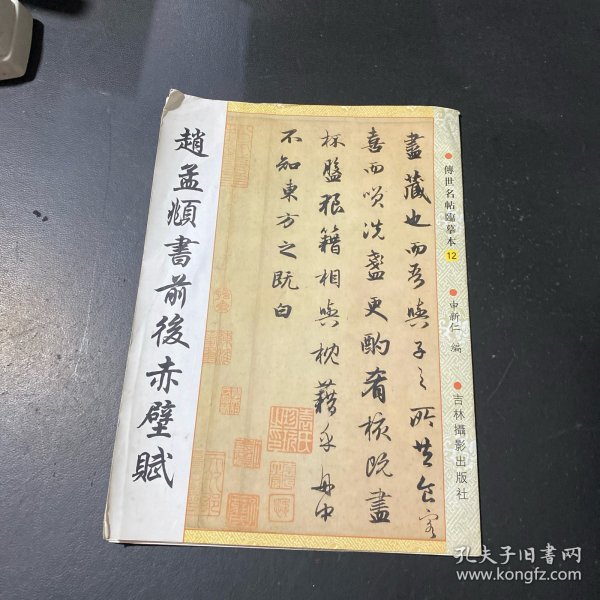 趙孟頫書前後赤壁賦
盡藏也而吾與子之所共食客
喜而笑洗盞更酌肴核既盡
杯盤狼籍相與枕藉乎舟中
不知東方之既白
傳世名帖臨摹本 12
申新仁 編
吉林攝影出版社
孔夫子旧书网
www.kongfz.com